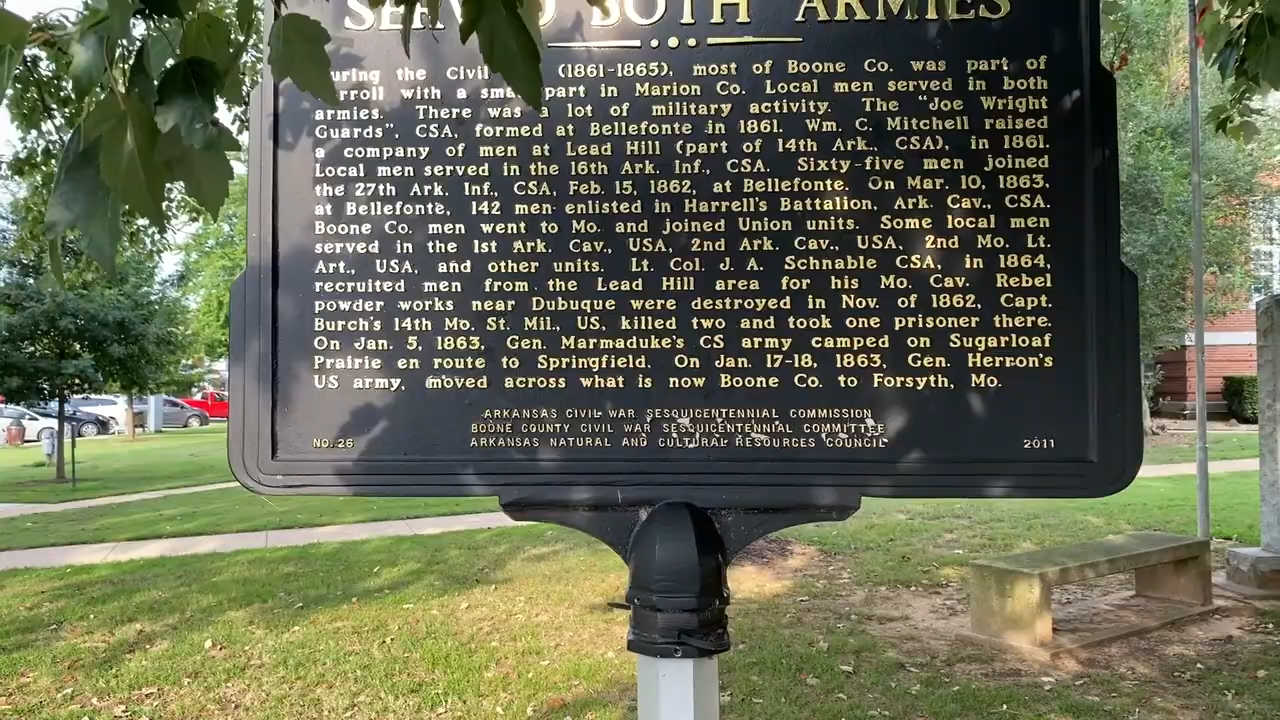 BOTH ARMIES
uring the Civil (1861-1865), most of Boone Co. was part of
rroll with a small part in Marion Co. Local men served in both
armies. There was a lot of military activity. The "Joe Wright
Guards", CSA, formed at Bellefonte in 1861. Wm. C. Mitchell raised
a company of men at Lead Hill (part of 14th Ark., CSA), in 1861.
Local men served in the 16th Ark. Inf., CSA. Sixty-five men joined
the 27th Ark. Inf., CSA, Feb. 15, 1862, at Bellefonte. On Mar. 10, 1863,
at Bellefonte, 142 men enlisted in Harrell's Battalion, Ark. Cav., CSA.
Boone Co. men went to Mo. and joined Union units. Some local men
served in the 1st Ark. Cav., USA, 2nd Ark. Cav., USA, 2nd Mo. Lt.
Art., USA, and other units. Lt. Col. J. A. Schnable CSA, in 1864,
recruited men from the Lead Hill area for his Mo. Cav. Rebel
powder works near Dubuque were destroyed in Nov. of 1862, Capt.
Burch's 14th Mo. St. Mil., US, killed two and took one prisoner there.
On Jan. 5, 1863, Gen. Marmaduke's CS army camped on Sugarloaf
Prairie en route to Springfield. On Jan. 17-18, 1863, Gen. Herron's
US army, moved across what is now Boone Co. to Forsyth, Mo.
ARKANSAS CIVIL WAR SESQUICENTENNIAL COMMISSION
BOONE COUNTY CIVIL WAR SESQUICENTENNIAL COMMITTEE
NO. 26 ARKANSAS NATURAL AND CULTURAL RESOURCES COUNCIL 2011